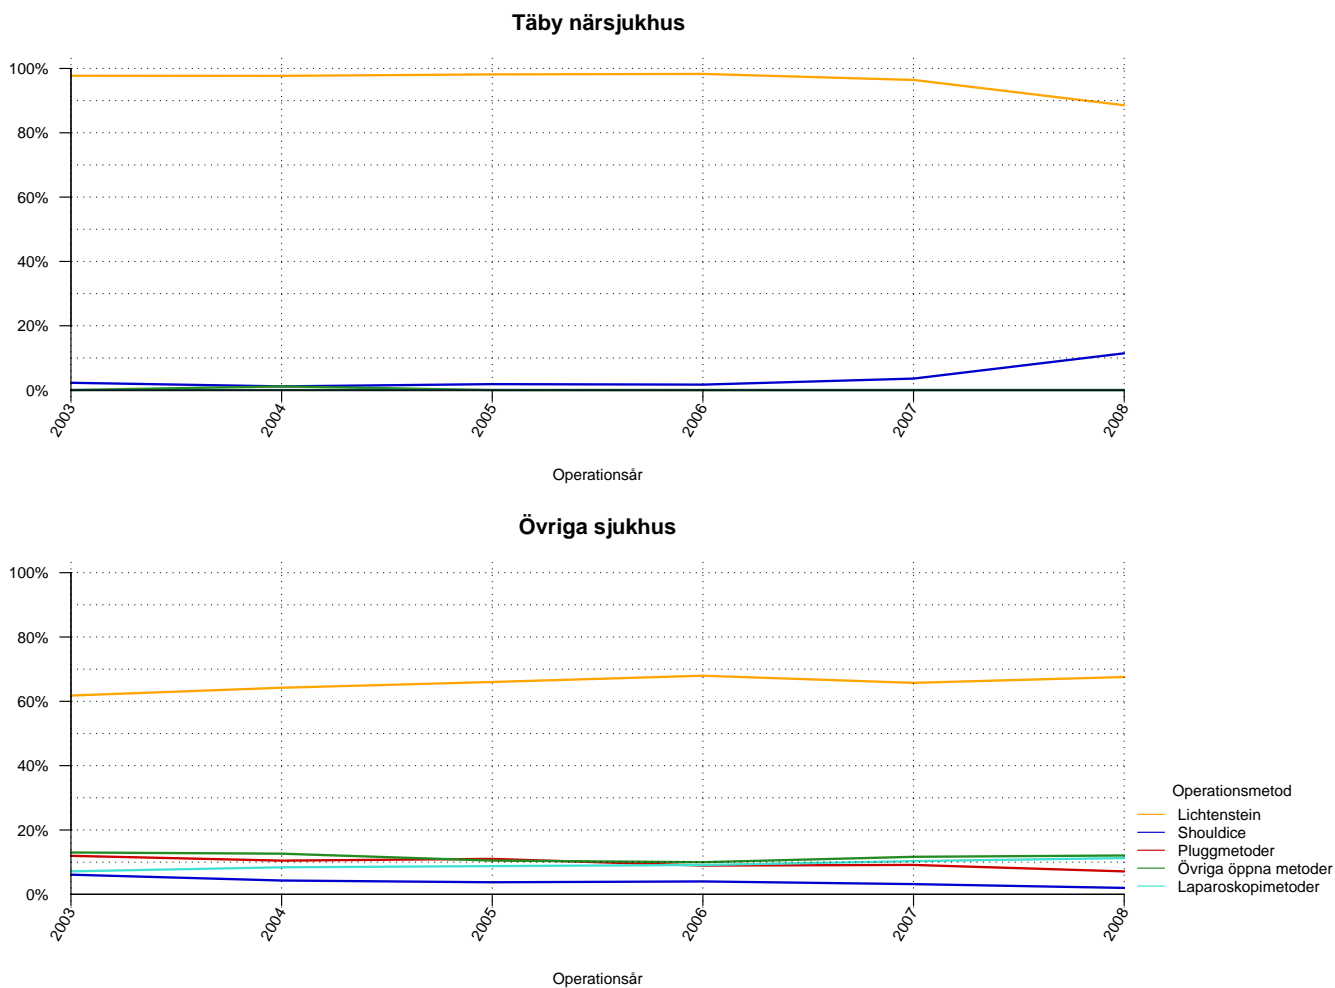 Täby närsjukhus
100%
80%
60%
40%
20%
0%
2003
2004
2005
2006
2007
2008
Operationsår
Övriga sjukhus
100%
80%
60%
40%
20%
0%
2003
2004
2005
2006
2007
2008
Operationsår
Operationsmetod
Lichtenstein
Shouldice
Pluggmetoder
Övriga öppna metoder
Laparoskopimetoder